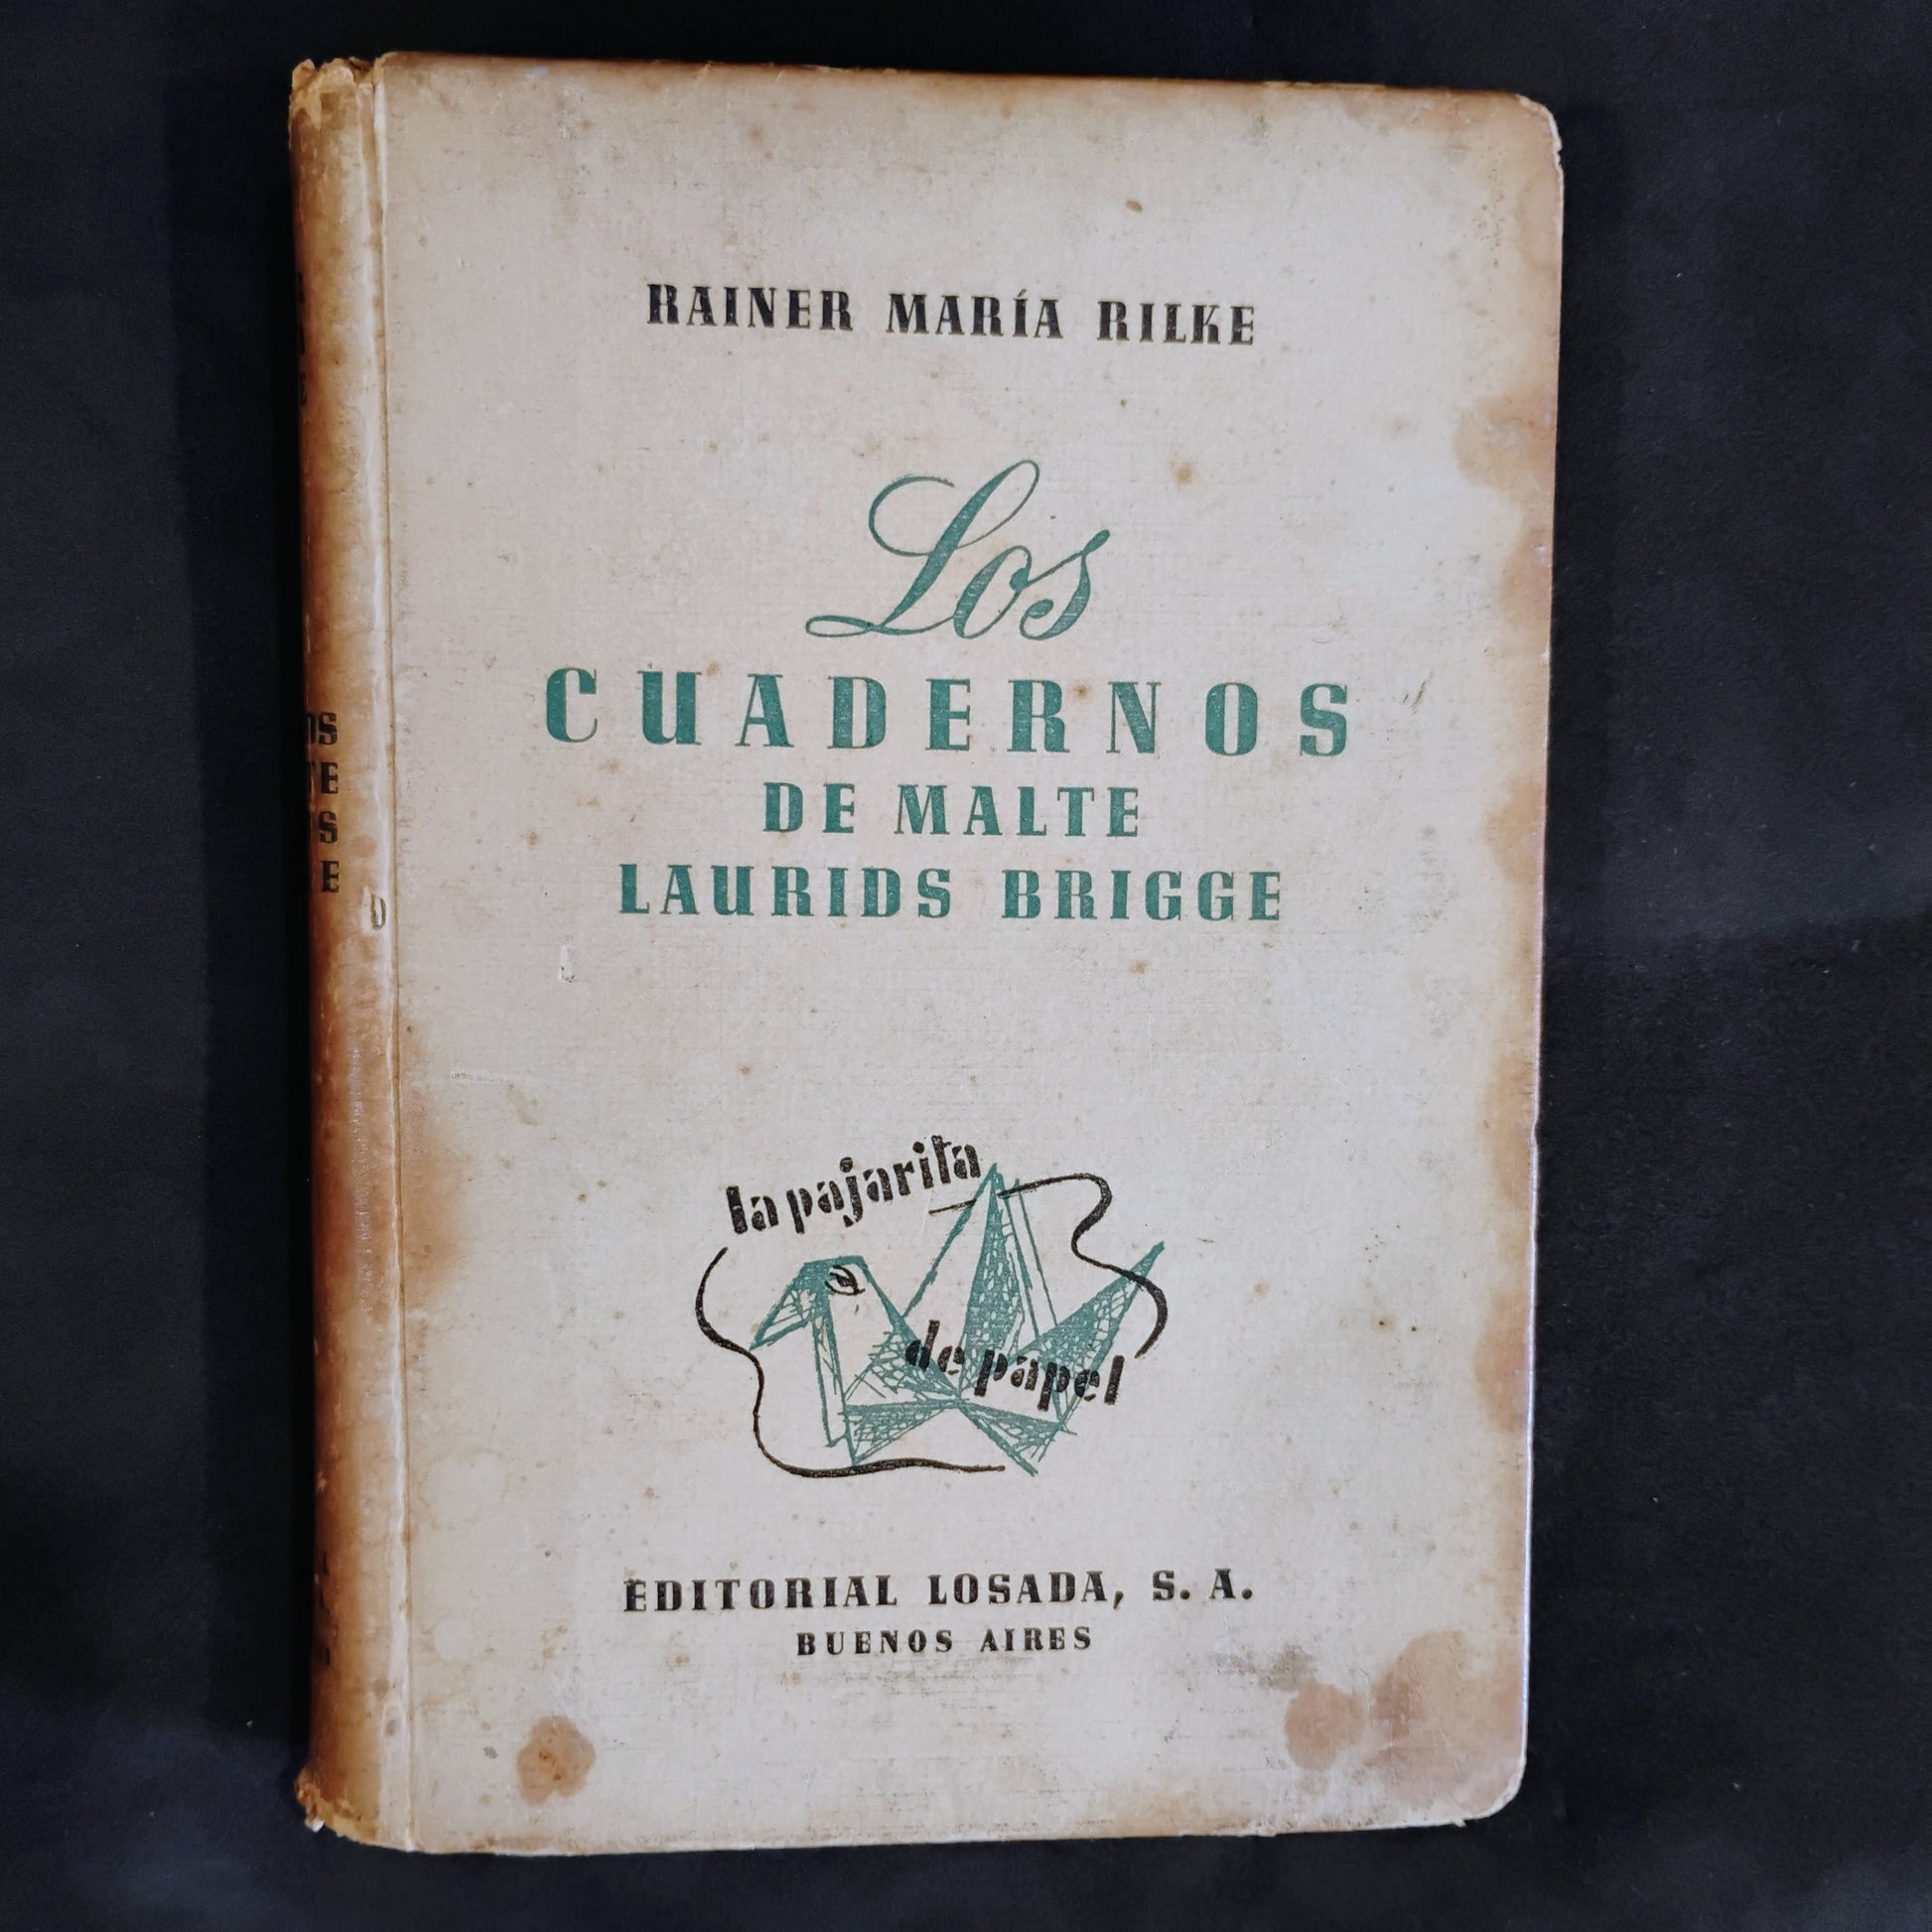 RAINER MARÍA RILKE
Los
CUADERNOS
DE MALTE
LAURIDS BRIGGE
la pajarita
de papel
EDITORIAL LOSADA, S. A.
BUENOS AIRES